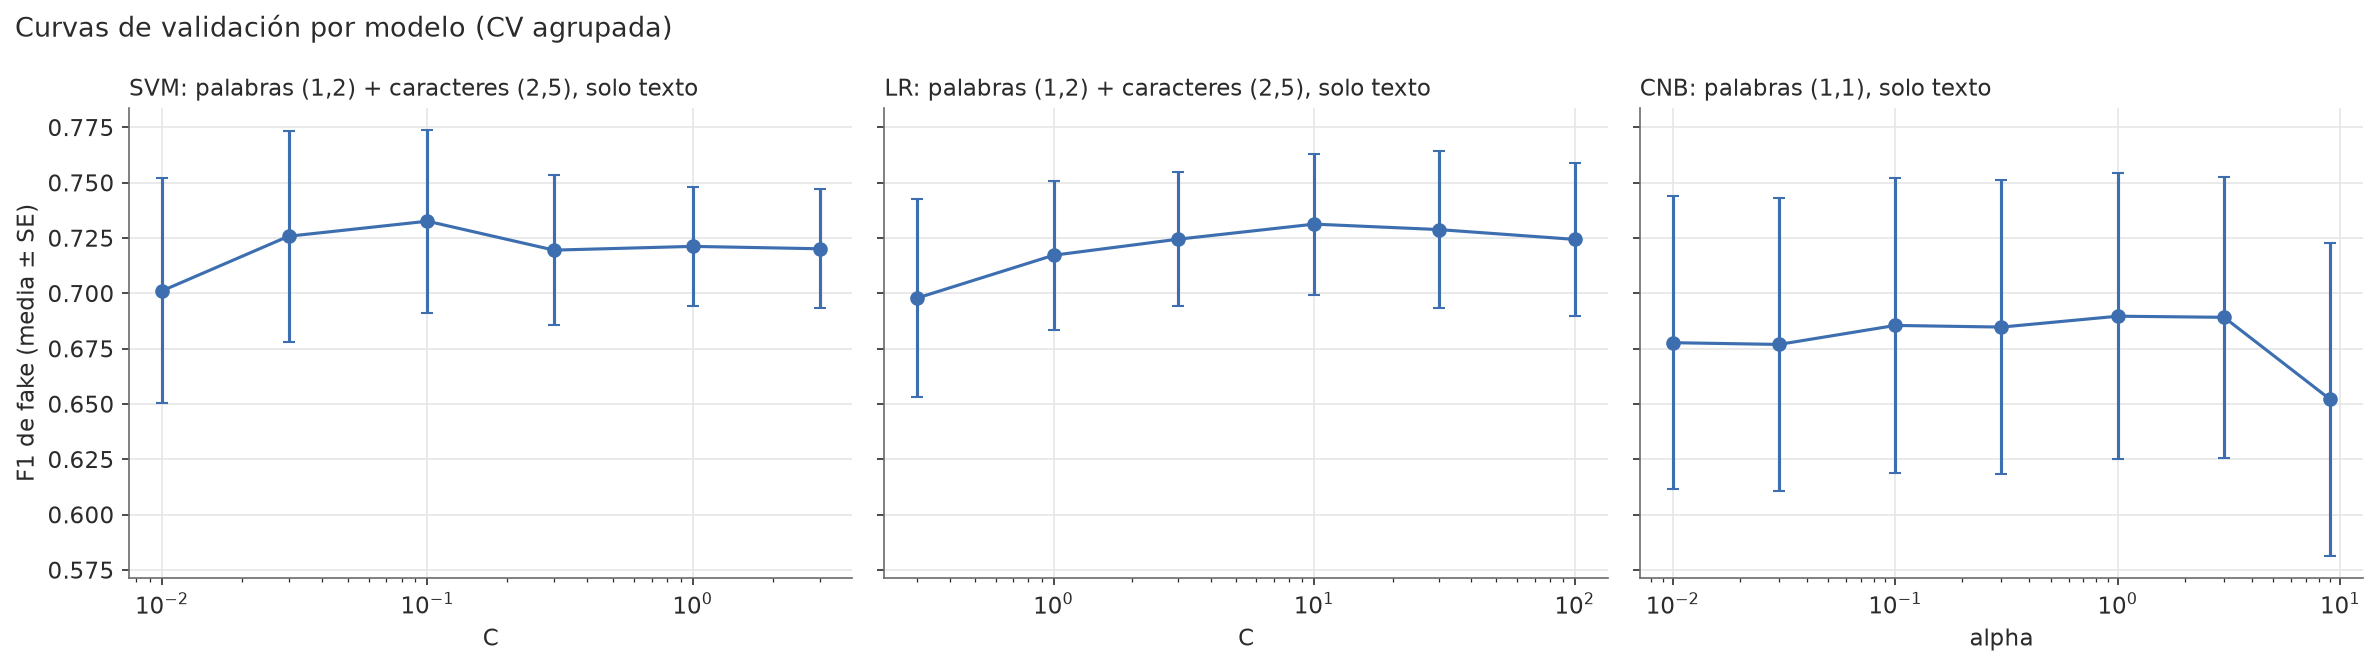 Curvas de validación por modelo (CV agrupada)
SVM: palabras (1,2) + caracteres (2,5), solo texto
LR: palabras (1,2) + caracteres (2,5), solo texto
CNB: palabras (1,1), solo texto
F1 de fake (media ± SE)
0.775
0.750
0.725
0.700
0.675
0.650
0.625
0.600
0.575
10⁻² 10⁻¹ 10⁰
10⁰ 10¹ 10²
10⁻² 10⁻¹ 10⁰ 10¹
C
C
alpha